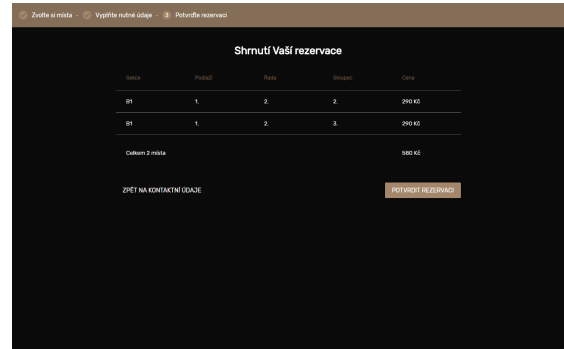 Zvolte si místa - Vyplňte nutné údaje - 3 Potvrďte rezervaci
Shrnutí Vaší rezervace
Sekce Podlaží Řada Sloupec Cena
B1 1. 2. 2. 290 Kč
B1 1. 2. 3. 290 Kč
Celkem 2 místa 580 Kč
ZPĚT NA KONTAKTNÍ ÚDAJE POTVRDIT REZERVACI